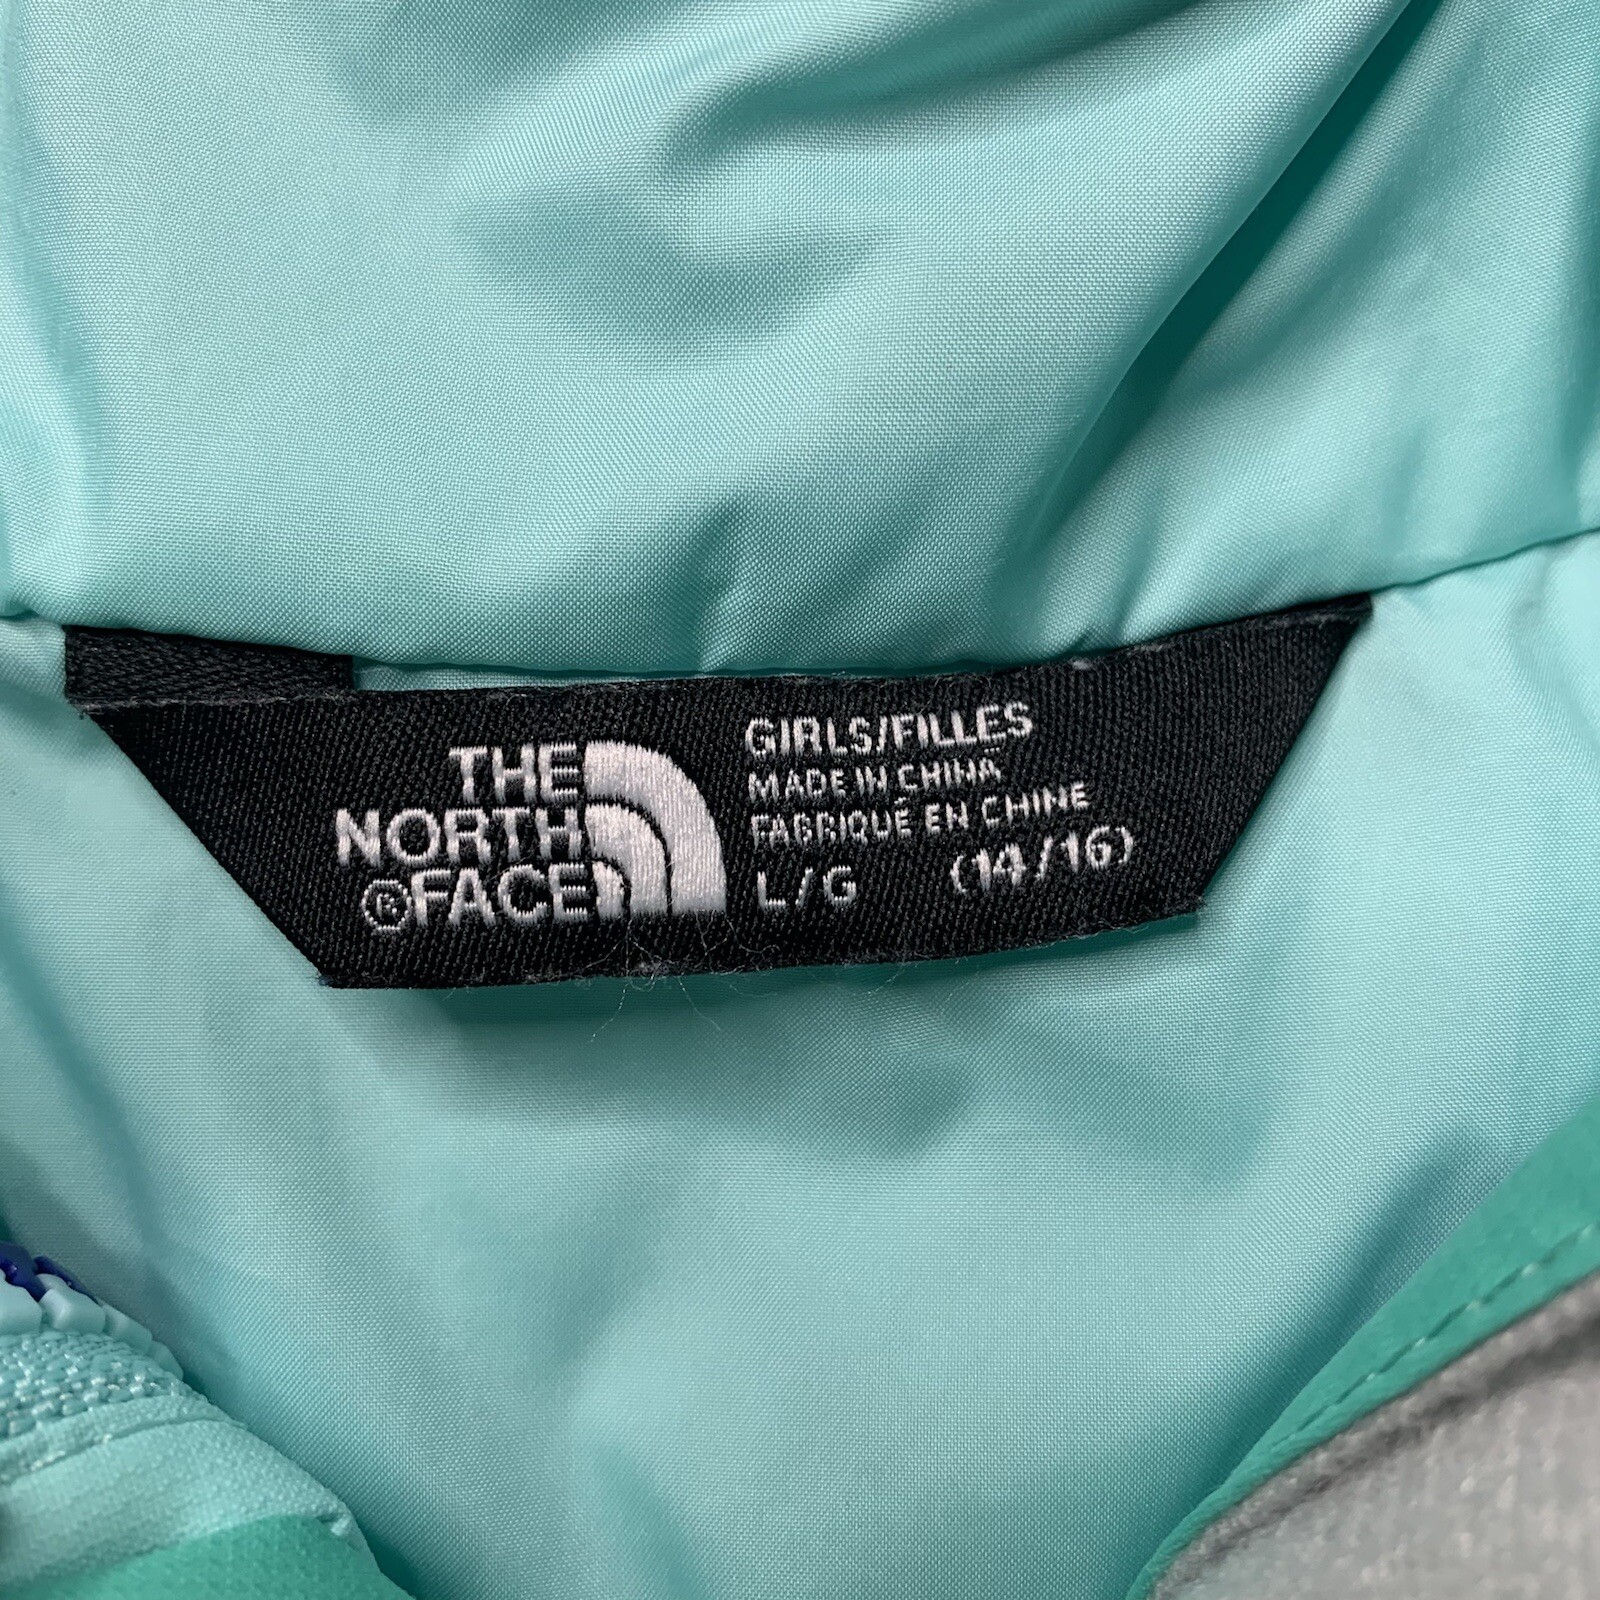 THE
NORTH
®FACE
GIRLS/FILLES
MADE IN CHINA
FABRIQUÉ EN CHINE
L/G (14/16)